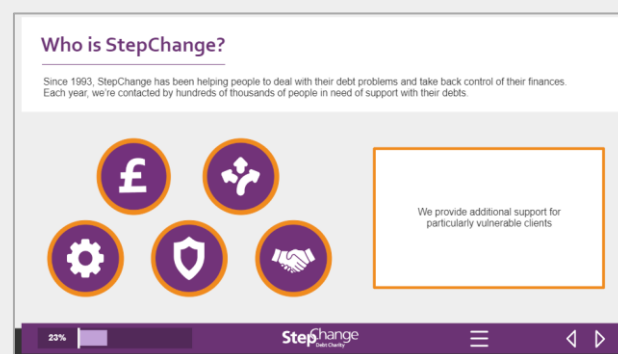 Who is StepChange?
Since 1993, StepChange has been helping people to deal with their debt problems and take back control of their finances.
Each year, we're contacted by hundreds of thousands of people in need of support with their debts.
£
We provide additional support for
particularly vulnerable clients
23%
StepChange
Debt Charity